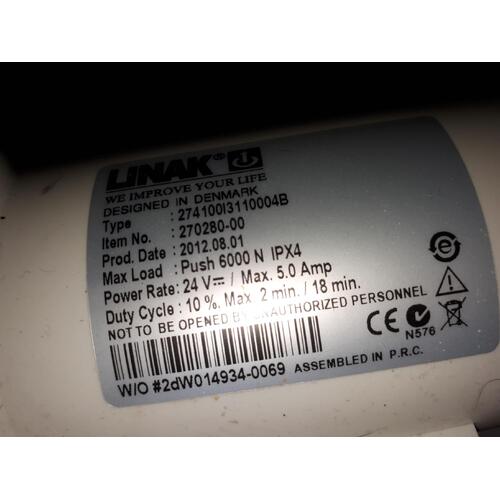 LINAK®
WE IMPROVE YOUR LIFE
DESIGNED IN DENMARK
Type : 274100I3110004B
Item No. : 270280-00
Prod. Date : 2012.08.01
Max Load : Push 6000 N IPX4
Power Rate: 24 V⎓ / Max. 5.0 Amp
Duty Cycle : 10 %. Max. 2 min. / 18 min.
NOT TO BE OPENED BY UNAUTHORIZED PERSONNEL
CE N576
W/O #2dW014934-0069 ASSEMBLED IN P.R.C.